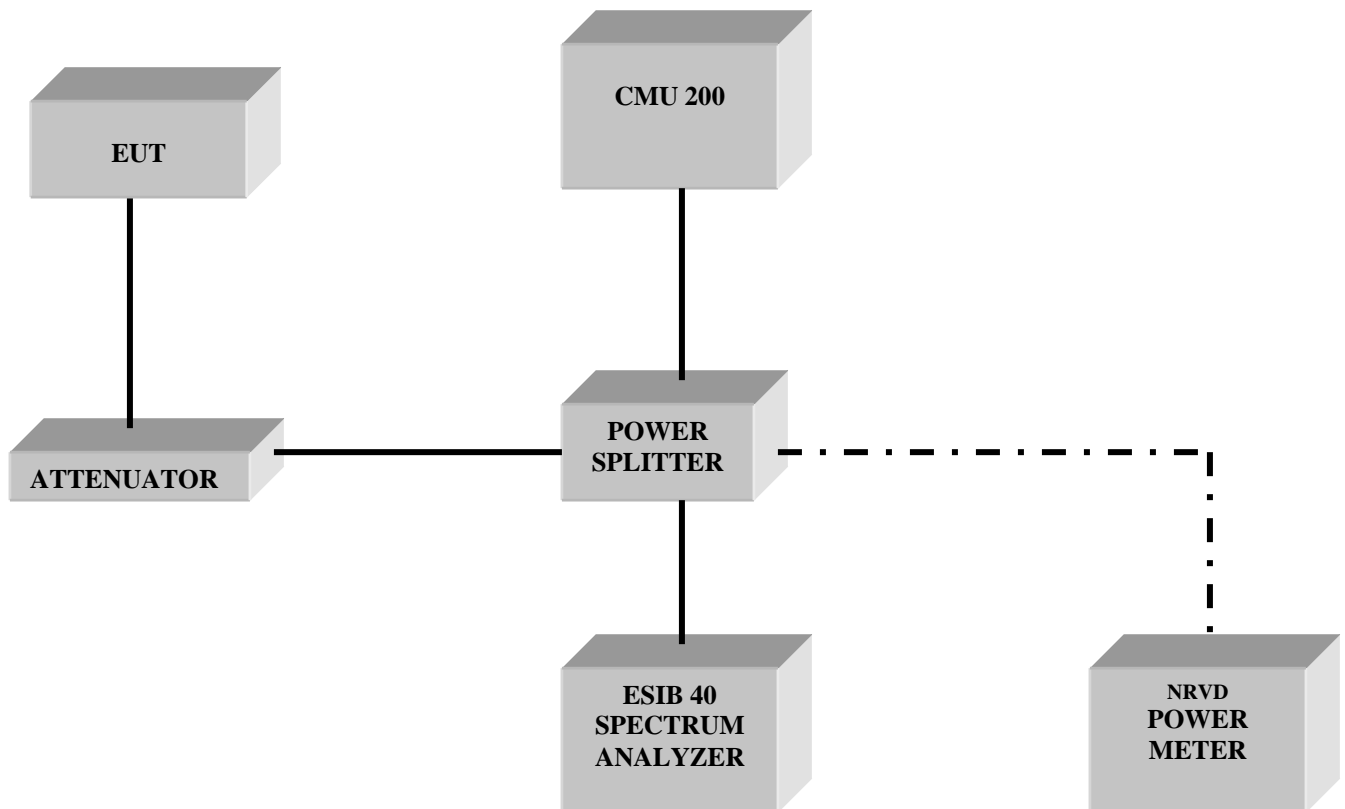 CMU 200
EUT
POWER
SPLITTER
ATTENUATOR
ESIB 40
SPECTRUM
ANALYZER
NRVD
POWER
METER